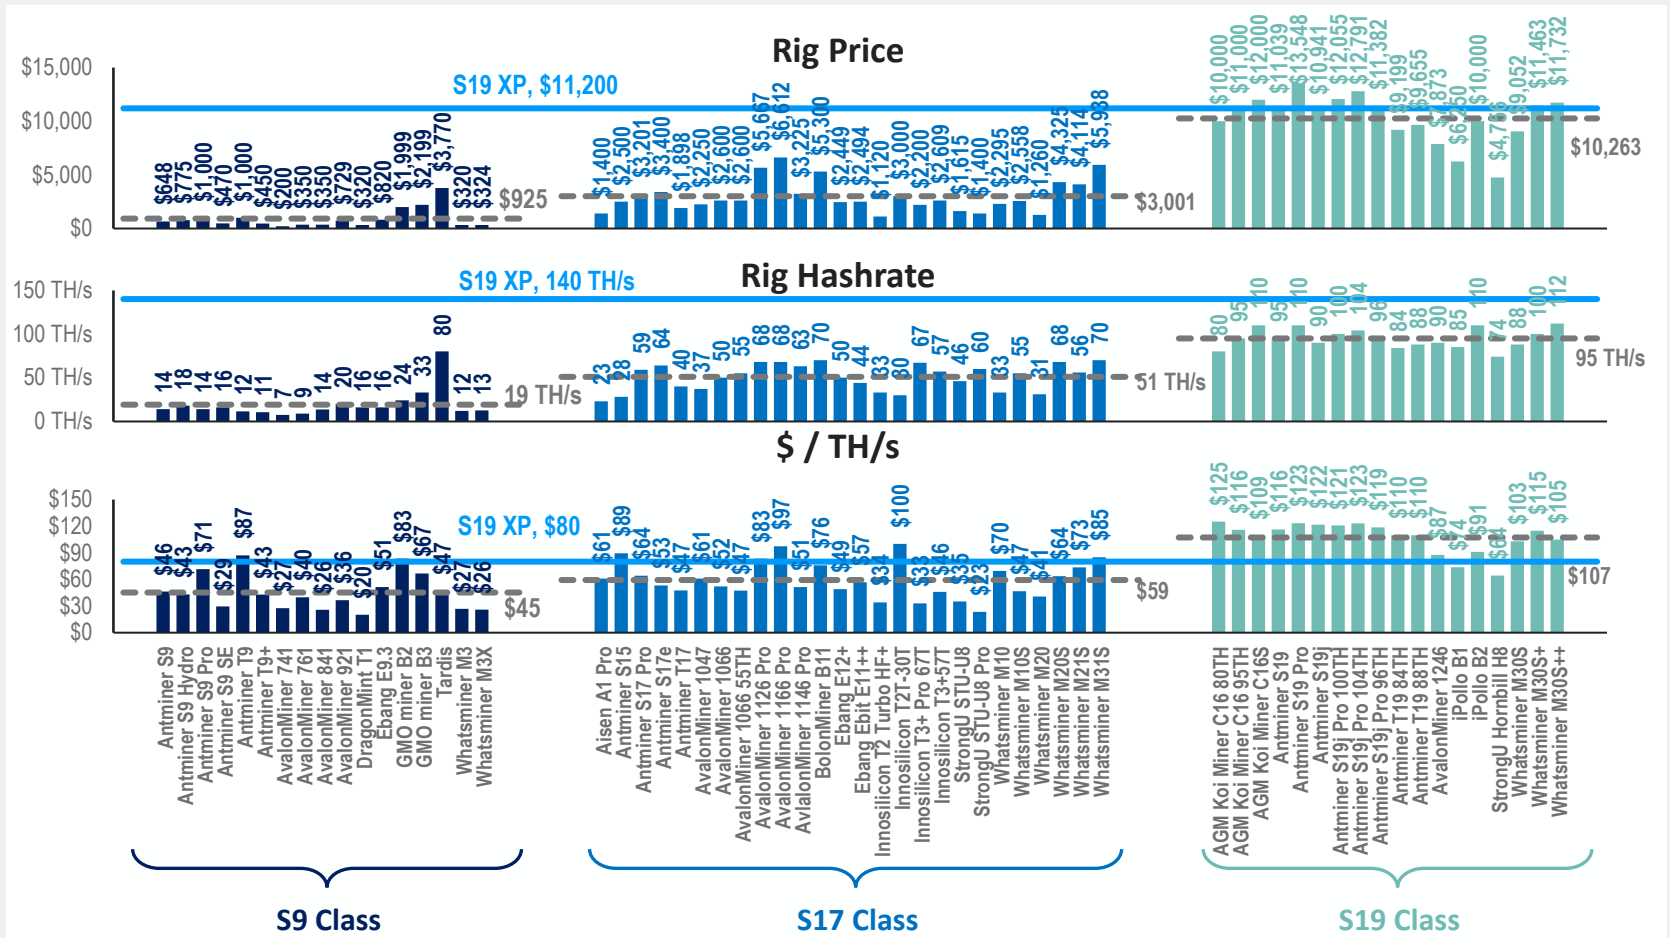 Rig Price
$15,000
$10,000
$5,000
$0
S19 XP, $11,200
$648
$775
$1,000
$470
$1,000
$450
$200
$350
$350
$729
$320
$820
$1,999
$2,199
$3,770
$320
$324
$925
$1,400
$2,500
$3,201
$3,400
$1,898
$2,250
$2,600
$2,600
$5,667
$6,612
$3,225
$5,300
$2,449
$2,494
$1,120
$3,000
$2,200
$2,609
$1,615
$1,400
$2,295
$2,558
$1,260
$4,325
$4,114
$5,938
$3,001
$10,000
$11,000
$12,000
$11,039
$13,548
$10,941
$12,055
$12,791
$11,382
$9,199
$9,655
$7,873
$6,250
$10,000
$9,052
$11,463
$11,732
$10,263
Rig Hashrate
150 TH/s
100 TH/s
50 TH/s
0 TH/s
S19 XP, 140 TH/s
14
18
14
16
12
11
7
9
14
20
16
16
24
33
80
12
13
19 TH/s
23
28
59
64
40
37
50
55
68
68
63
70
50
44
33
30
67
57
46
60
33
55
31
68
56
70
51 TH/s
80
95
110
95
110
90
100
104
96
84
88
90
85
110
74
88
100
112
95 TH/s
$ / TH/s
$150
$120
$90
$60
$30
$0
S19 XP, $80
$46
$43
$71
$29
$87
$43
$27
$40
$26
$36
$20
$51
$83
$67
$47
$27
$26
$45
$61
$89
$64
$53
$47
$61
$52
$47
$83
$97
$51
$76
$49
$57
$34
$100
$33
$46
$35
$23
$70
$47
$41
$64
$73
$85
$59
$125
$116
$109
$116
$123
$122
$121
$123
$119
$110
$110
$87
$74
$91
$64
$103
$115
$105
$107
Antminer S9
Antminer S9 Hydro
Antminer S9 Pro
Antminer S9 SE
Antminer T9
Antminer T9+
AvalonMiner 741
AvalonMiner 761
AvalonMiner 841
AvalonMiner 921
DragonMint T1
Ebang E9.3
GMO miner B2
GMO miner B3
Tardis
Whatsminer M3
Whatsminer M3X
Aisen A1 Pro
Antminer S15
Antminer S17 Pro
Antminer S17e
Antminer T17
AvalonMiner 1047
AvalonMiner 1066
AvalonMiner 1066 55TH
AvalonMiner 1126 Pro
AvalonMiner 1166 Pro
AvlaonMiner 1146 Pro
BolonMiner B11
Ebang E12+
Ebang Ebit E11++
Innosilicon T2 Turbo HF+
Innosilicon T2T-30T
Innosilicon T3+ Pro 67T
Innosilicon T3+57T
StrongU STU-U8
StrongU STU-U8 Pro
Whatsminer M10
Whatsminer M10S
Whatsminer M20
Whatsminer M20S
Whatsminer M21S
Whatsminer M31S
AGM Koi Miner C16 80TH
AGM Koi Miner C16 95TH
AGM Koi Miner C16S
Antminer S19
Antminer S19 Pro
Antminer S19j
Antminer S19j Pro 100TH
Antminer S19j Pro 104TH
Antminer S19j Pro 96TH
Antminer T19 84TH
Antminer T19 88TH
AvalonMiner 1246
iPollo B1
iPollo B2
StrongU Hornbill H8
Whatsminer M30S
Whatsminer M30S+
Whatsminer M30S++
S9 Class
S17 Class
S19 Class